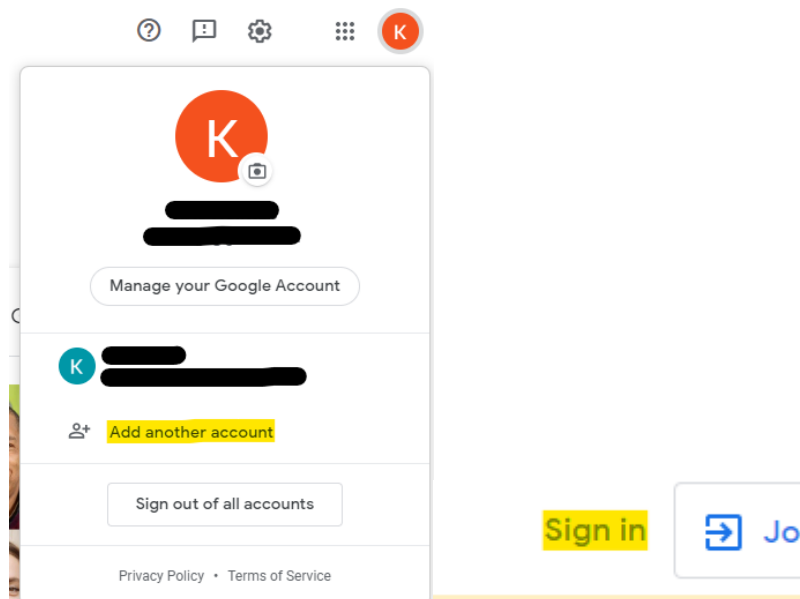 K
K
Manage your Google Account
K
Add another account
Sign out of all accounts
Privacy Policy • Terms of Service
Sign in
Jo